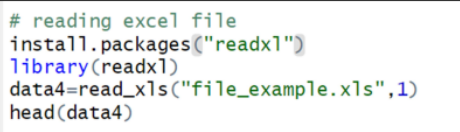 # reading excel file
install.packages("readxl")
library(readxl)
data4=read_xls("file_example.xls",1)
head(data4)